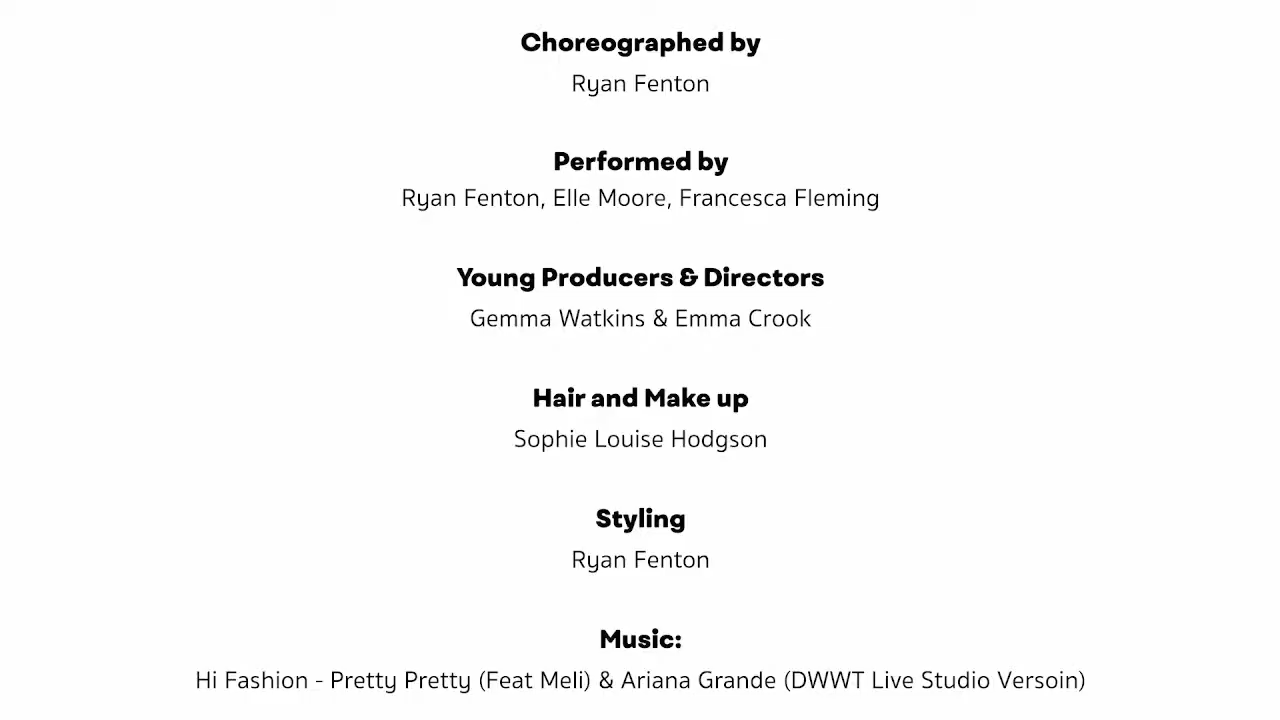 Choreographed by
Ryan Fenton
Performed by
Ryan Fenton, Elle Moore, Francesca Fleming
Young Producers & Directors
Gemma Watkins & Emma Crook
Hair and Make up
Sophie Louise Hodgson
Styling
Ryan Fenton
Music:
Hi Fashion - Pretty Pretty (Feat Meli) & Ariana Grande (DWWT Live Studio Versoin)